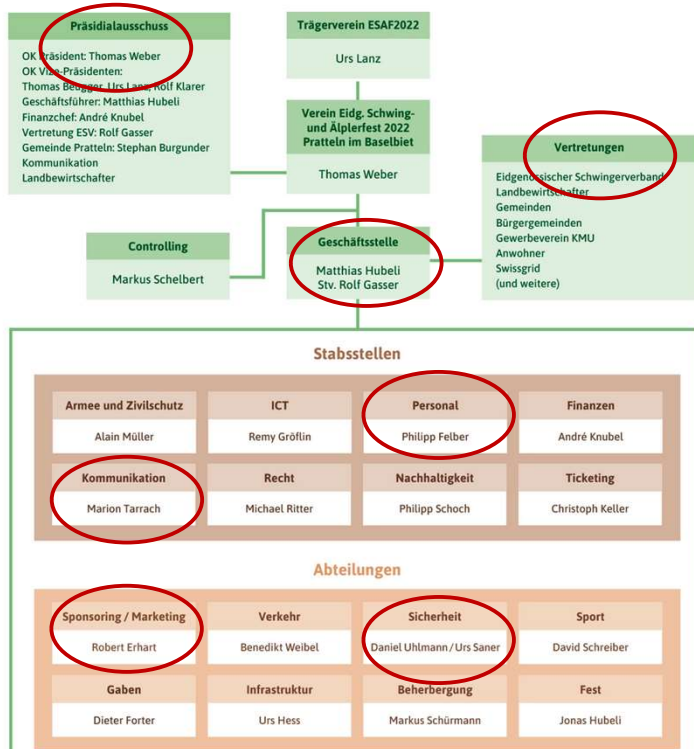 Präsidialausschuss
OK Präsident: Thomas Weber
OK Vize-Präsidenten:
Thomas Beugger, Urs Lanz, Rolf Klarer
Geschäftsführer: Matthias Hubeli
Finanzchef: André Knubel
Vertretung ESV: Rolf Gasser
Gemeinde Pratteln: Stephan Burgunder
Kommunikation
Landbewirtschafter
Trägerverein ESAF2022
Urs Lanz
Verein Eidg. Schwing-
und Älplerfest 2022
Pratteln im Baselbiet
Thomas Weber
Vertretungen
Eidgenössischer Schwingerverband
Landbewirtschafter
Gemeinden
Bürgergemeinden
Gewerbeverein KMU
Anwohner
Swissgrid
(und weitere)
Controlling
Markus Schelbert
Geschäftsstelle
Matthias Hubeli
Stv. Rolf Gasser
Stabsstellen
Armee und Zivilschutz
Alain Müller
ICT
Remy Gröflin
Personal
Philipp Felber
Finanzen
André Knubel
Kommunikation
Marion Tarrach
Recht
Michael Ritter
Nachhaltigkeit
Philipp Schoch
Ticketing
Christoph Keller
Abteilungen
Sponsoring / Marketing
Robert Erhart
Verkehr
Benedikt Weibel
Sicherheit
Daniel Uhlmann / Urs Saner
Sport
David Schreiber
Gaben
Dieter Forter
Infrastruktur
Urs Hess
Beherbergung
Markus Schürmann
Fest
Jonas Hubeli